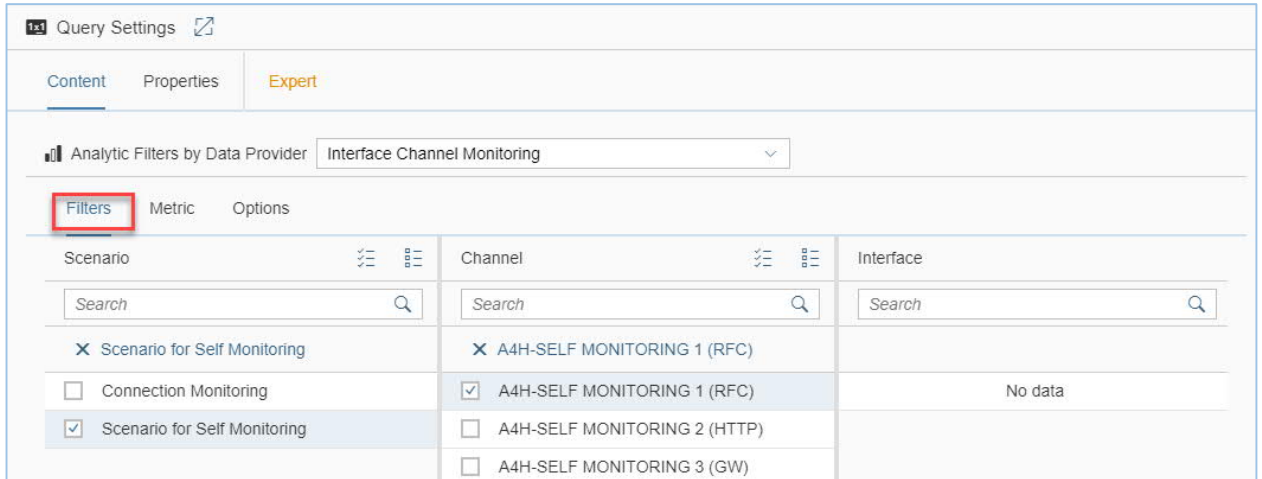 1x1 Query Settings
Content Properties Expert
Analytic Filters by Data Provider Interface Channel Monitoring
Filters Metric Options
Scenario Channel Interface
Search Search Search
Scenario for Self Monitoring A4H-SELF MONITORING 1 (RFC)
Connection Monitoring A4H-SELF MONITORING 1 (RFC) No data
Scenario for Self Monitoring A4H-SELF MONITORING 2 (HTTP)
A4H-SELF MONITORING 3 (GW)